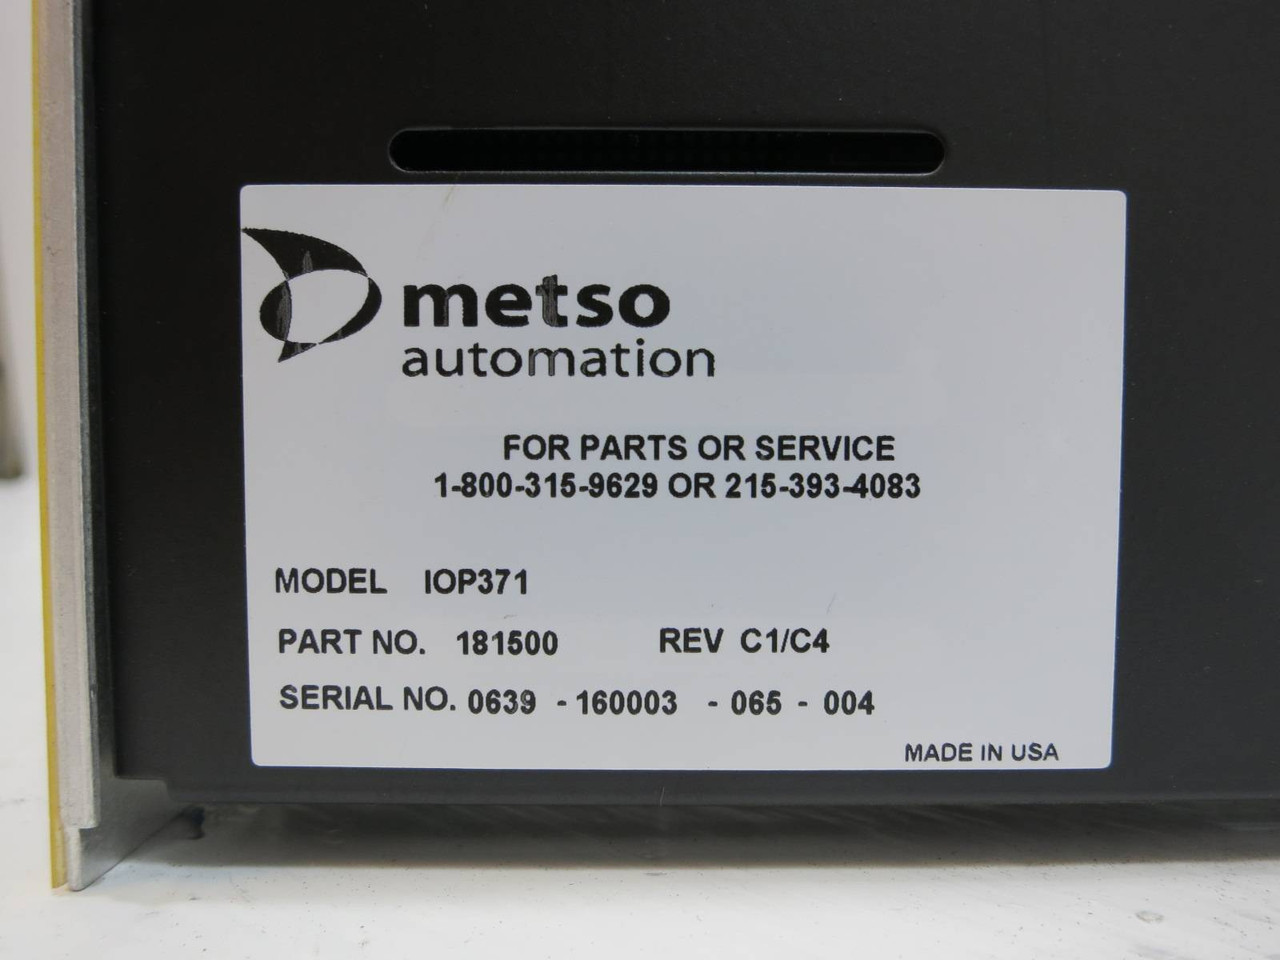 metso
automation
FOR PARTS OR SERVICE
1-800-315-9629 OR 215-393-4083
MODEL IOP371
PART NO. 181500 REV C1/C4
SERIAL NO. 0639 - 160003 - 065 - 004
MADE IN USA